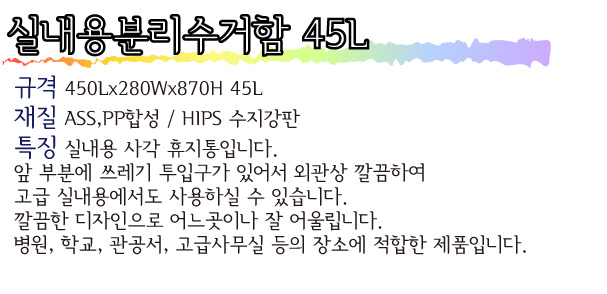 실내용분리수거함 45L
규격 450Lx280Wx870H 45L
재질 ASS,PP합성 / HIPS 수지강판
특징 실내용 사각 휴지통입니다.
앞 부분에 쓰레기 투입구가 있어서 외관상 깔끔하여
고급 실내용에서도 사용하실 수 있습니다.
깔끔한 디자인으로 어느곳이나 잘 어울립니다.
병원, 학교, 관공서, 고급사무실 등의 장소에 적합한 제품입니다.